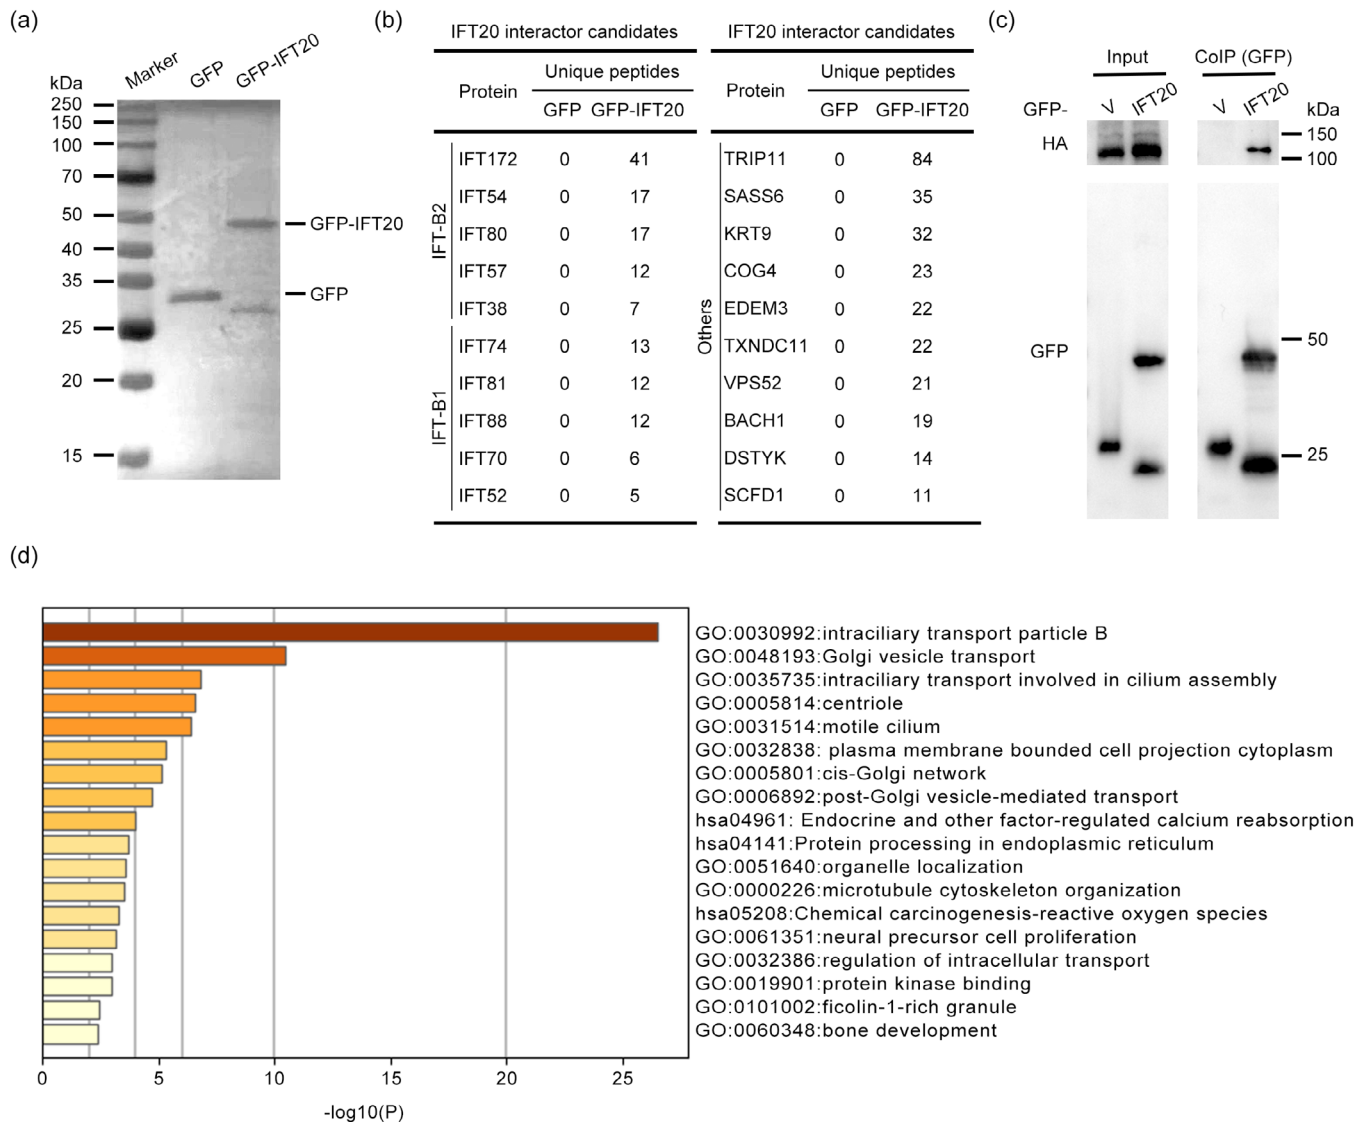 (a)
kDa
Marker
GFP
GFP-IFT20
250
150
100
70
50
40
35
25
20
15
GFP-IFT20
GFP
(b)
IFT20 interactor candidates
Protein
Unique peptides
GFP GFP-IFT20
IFT-B2
IFT172 0 41
IFT54 0 17
IFT80 0 17
IFT57 0 12
IFT38 0 7
IFT-B1
IFT74 0 13
IFT81 0 12
IFT88 0 12
IFT70 0 6
IFT52 0 5
IFT20 interactor candidates
Protein
Unique peptides
GFP GFP-IFT20
Others
TRIP11 0 84
SASS6 0 35
KRT9 0 32
COG4 0 23
EDEM3 0 22
TXNDC11 0 22
VPS52 0 21
BACH1 0 19
DSTYK 0 14
SCFD1 0 11
(c)
Input CoIP (GFP)
GFP- V IFT20 V IFT20 kDa
HA
150
100
GFP
50
25
(d)
GO:0030992:intraciliary transport particle B
GO:0048193:Golgi vesicle transport
GO:0035735:intraciliary transport involved in cilium assembly
GO:0005814:centriole
GO:0031514:motile cilium
GO:0032838: plasma membrane bounded cell projection cytoplasm
GO:0005801:cis-Golgi network
GO:0006892:post-Golgi vesicle-mediated transport
hsa04961: Endocrine and other factor-regulated calcium reabsorption
hsa04141:Protein processing in endoplasmic reticulum
GO:0051640:organelle localization
GO:0000226:microtubule cytoskeleton organization
hsa05208:Chemical carcinogenesis-reactive oxygen species
GO:0061351:neural precursor cell proliferation
GO:0032386:regulation of intracellular transport
GO:0019901:protein kinase binding
GO:0101002:ficolin-1-rich granule
GO:0060348:bone development
0 5 10 15 20 25
-log10(P)